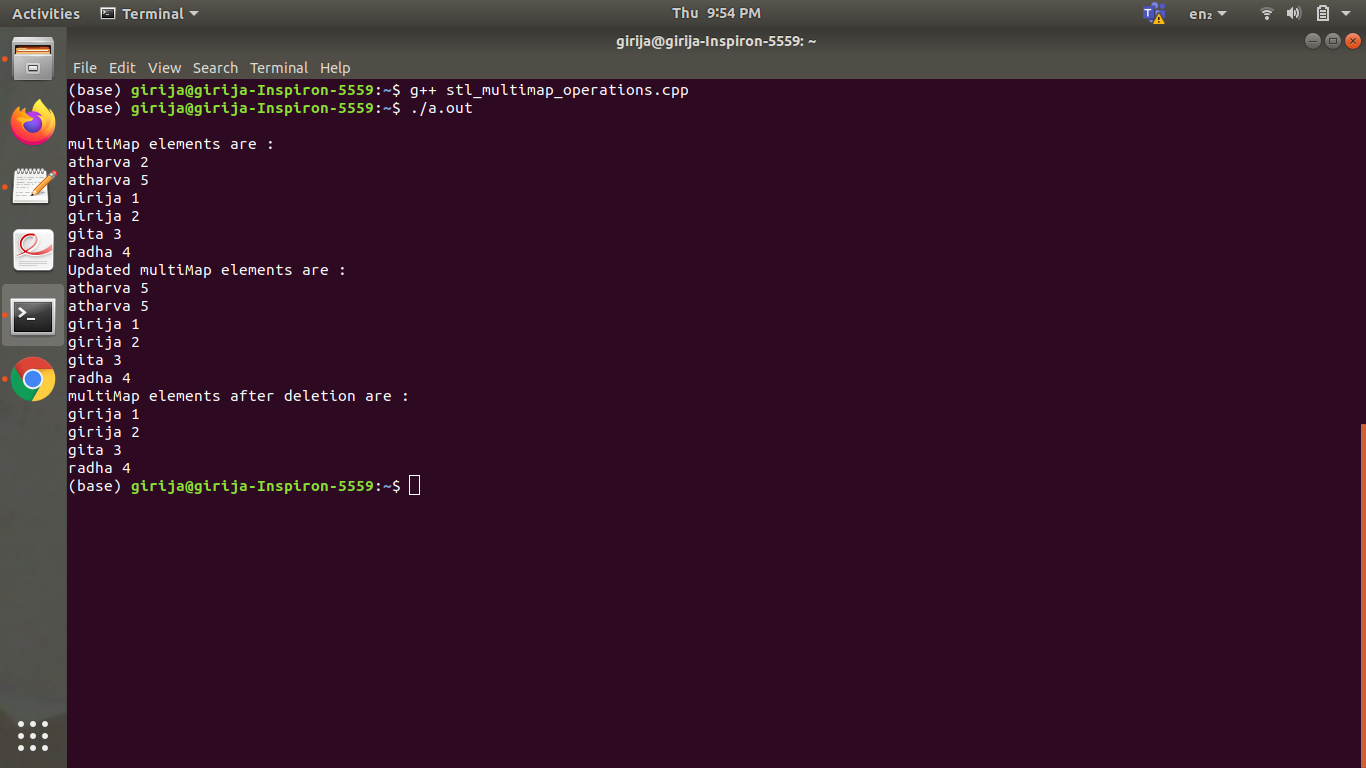 Activities Terminal Thu 9:54 PM en₂
girija@girija-Inspiron-5559: ~
File Edit View Search Terminal Help
(base) girija@girija-Inspiron-5559:~$ g++ stl_multimap_operations.cpp
(base) girija@girija-Inspiron-5559:~$ ./a.out
multiMap elements are :
atharva 2
atharva 5
girija 1
girija 2
gita 3
radha 4
Updated multiMap elements are :
atharva 5
atharva 5
girija 1
girija 2
gita 3
radha 4
multiMap elements after deletion are :
girija 1
girija 2
gita 3
radha 4
(base) girija@girija-Inspiron-5559:~$